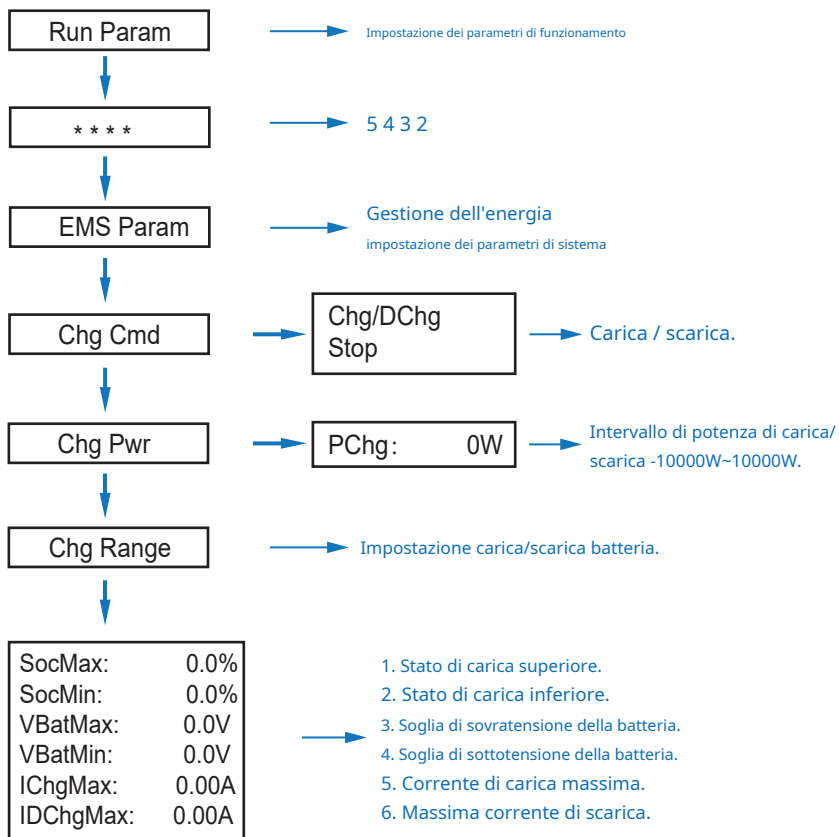 Run Param
Impostazione dei parametri di funzionamento
* * * *
5 4 3 2
EMS Param
Gestione dell'energia
impostazione dei parametri di sistema
Chg Cmd
Chg/DChg
Stop
Carica / scarica.
Chg Pwr
PChg: 0W
Intervallo di potenza di carica/
scarica -10000W~10000W.
Chg Range
Impostazione carica/scarica batteria.
SocMax: 0.0%
SocMin: 0.0%
VBatMax: 0.0V
VBatMin: 0.0V
IChgMax: 0.00A
IDChgMax: 0.00A
1. Stato di carica superiore.
2. Stato di carica inferiore.
3. Soglia di sovratensione della batteria.
4. Soglia di sottotensione della batteria.
5. Corrente di carica massima.
6. Massima corrente di scarica.